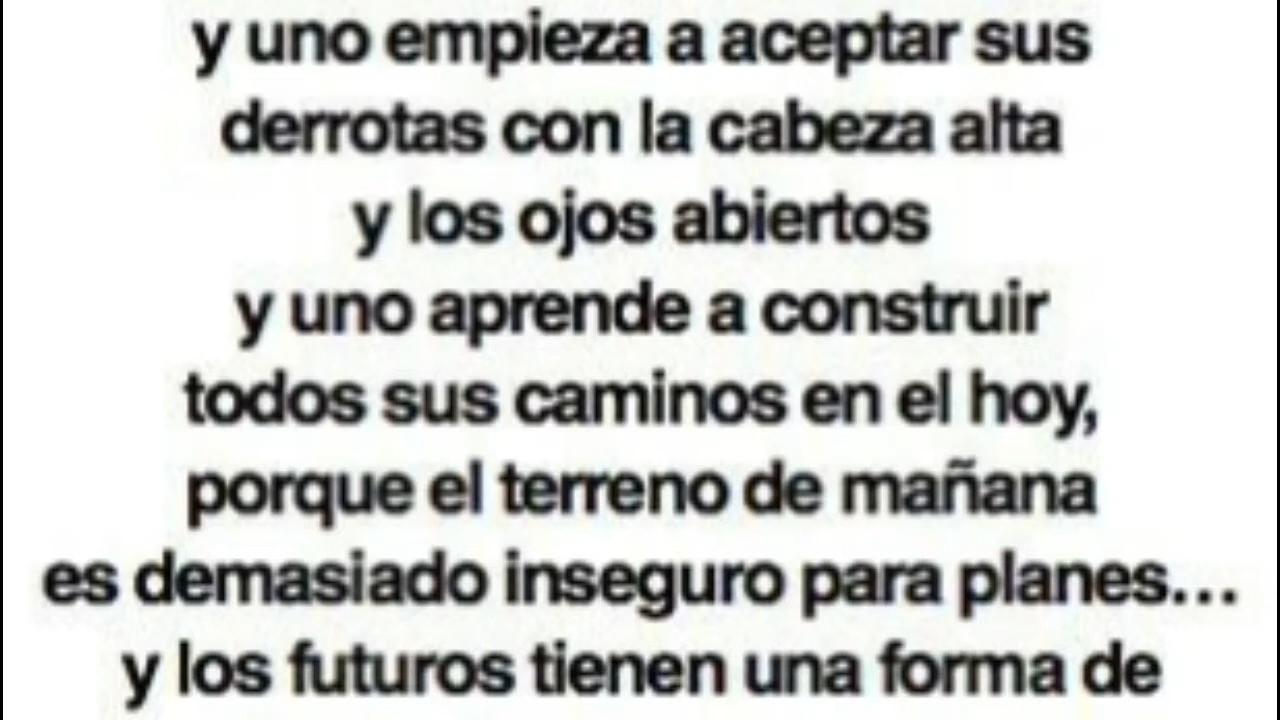 y uno empieza a aceptar sus
derrotas con la cabeza alta
y los ojos abiertos
y uno aprende a construir
todos sus caminos en el hoy,
porque el terreno de mañana
es demasiado inseguro para planes...
y los futuros tienen una forma de